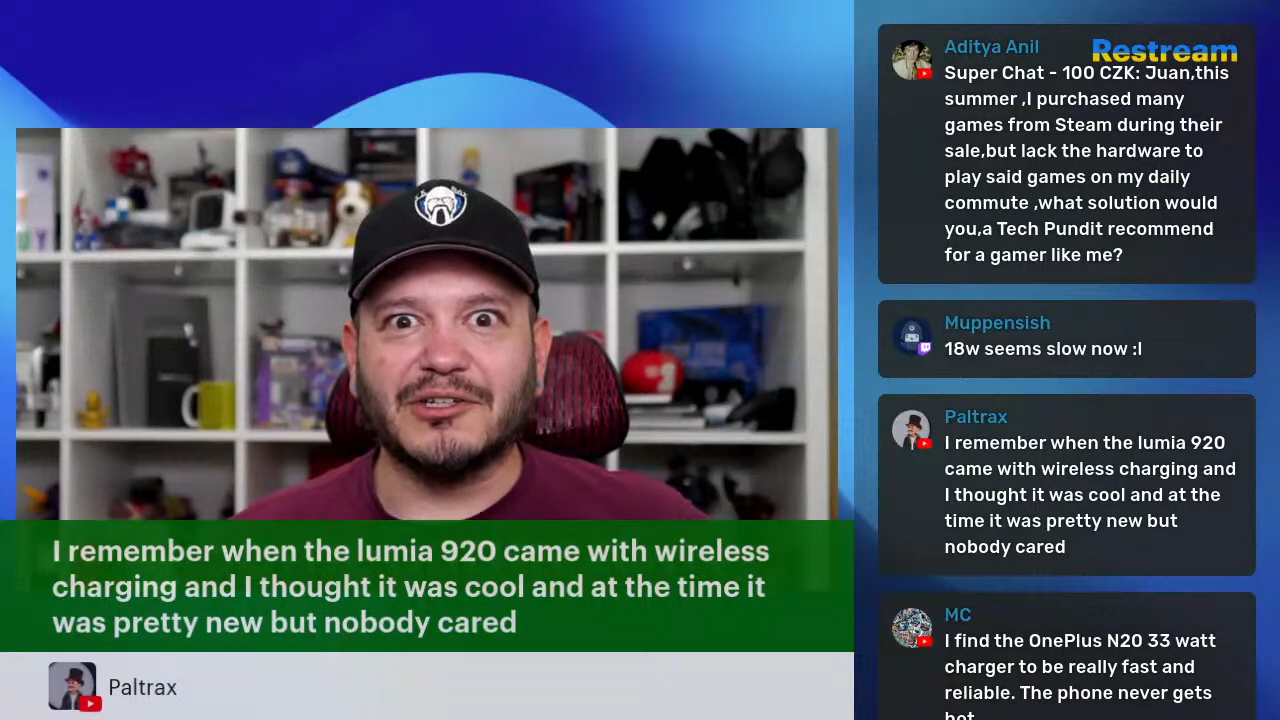 I remember when the lumia 920 came with wireless
charging and I thought it was cool and at the time it
was pretty new but nobody cared
Paltrax
Restream
Aditya Anil
Super Chat - 100 CZK: Juan,this
summer ,I purchased many
games from Steam during their
sale,but lack the hardware to
play said games on my daily
commute ,what solution would
you,a Tech Pundit recommend
for a gamer like me?
Muppensish
18w seems slow now :l
Paltrax
I remember when the lumia 920
came with wireless charging and
I thought it was cool and at the
time it was pretty new but
nobody cared
MC
I find the OnePlus N20 33 watt
charger to be really fast and
reliable. The phone never gets
hot